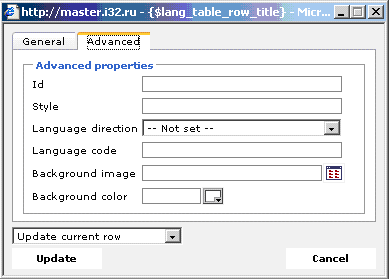 http://master.i32.ru - {$lang_table_row_title} - Micr...
General Advanced
Advanced properties
Id
Style
Language direction -- Not set --
Language code
Background image
Background color
Update current row
Update Cancel